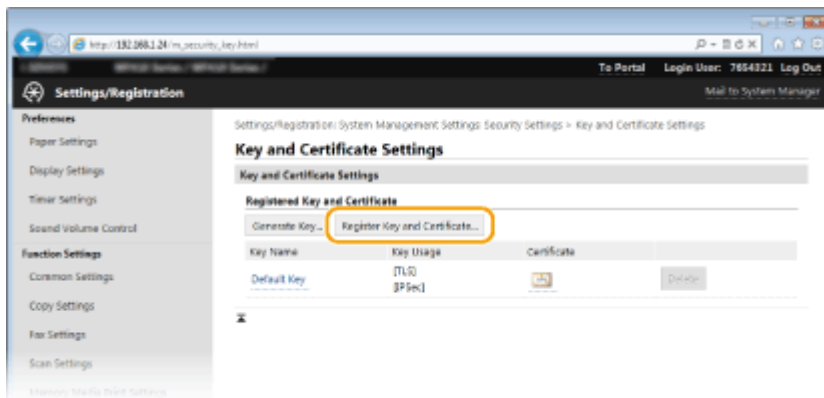 http://192.168.1.24/m_security_key.html
To Portal Login User: 7654321 Log Out
Settings/Registration
Mail to System Manager
Preferences
Paper Settings
Display Settings
Timer Settings
Sound Volume Control
Function Settings
Common Settings
Copy Settings
Fax Settings
Scan Settings
Memory Media Print Settings
Settings/Registration: System Management Settings: Security Settings > Key and Certificate Settings
Key and Certificate Settings
Key and Certificate Settings
Registered Key and Certificate
Generate Key...
Register Key and Certificate...
Key Name Key Usage Certificate
Default Key
[TLS]
[IPSec]
Delete